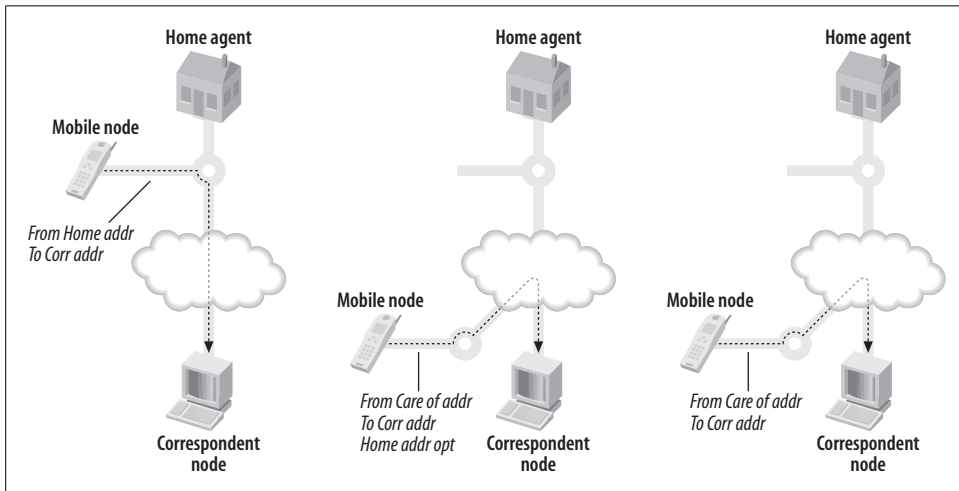 Home agent
Mobile node
From Home addr
To Corr addr
Correspondent
node
Home agent
Mobile node
From Care of addr
To Corr addr
Home addr opt
Correspondent
node
Home agent
Mobile node
From Care of addr
To Corr addr
Correspondent
node